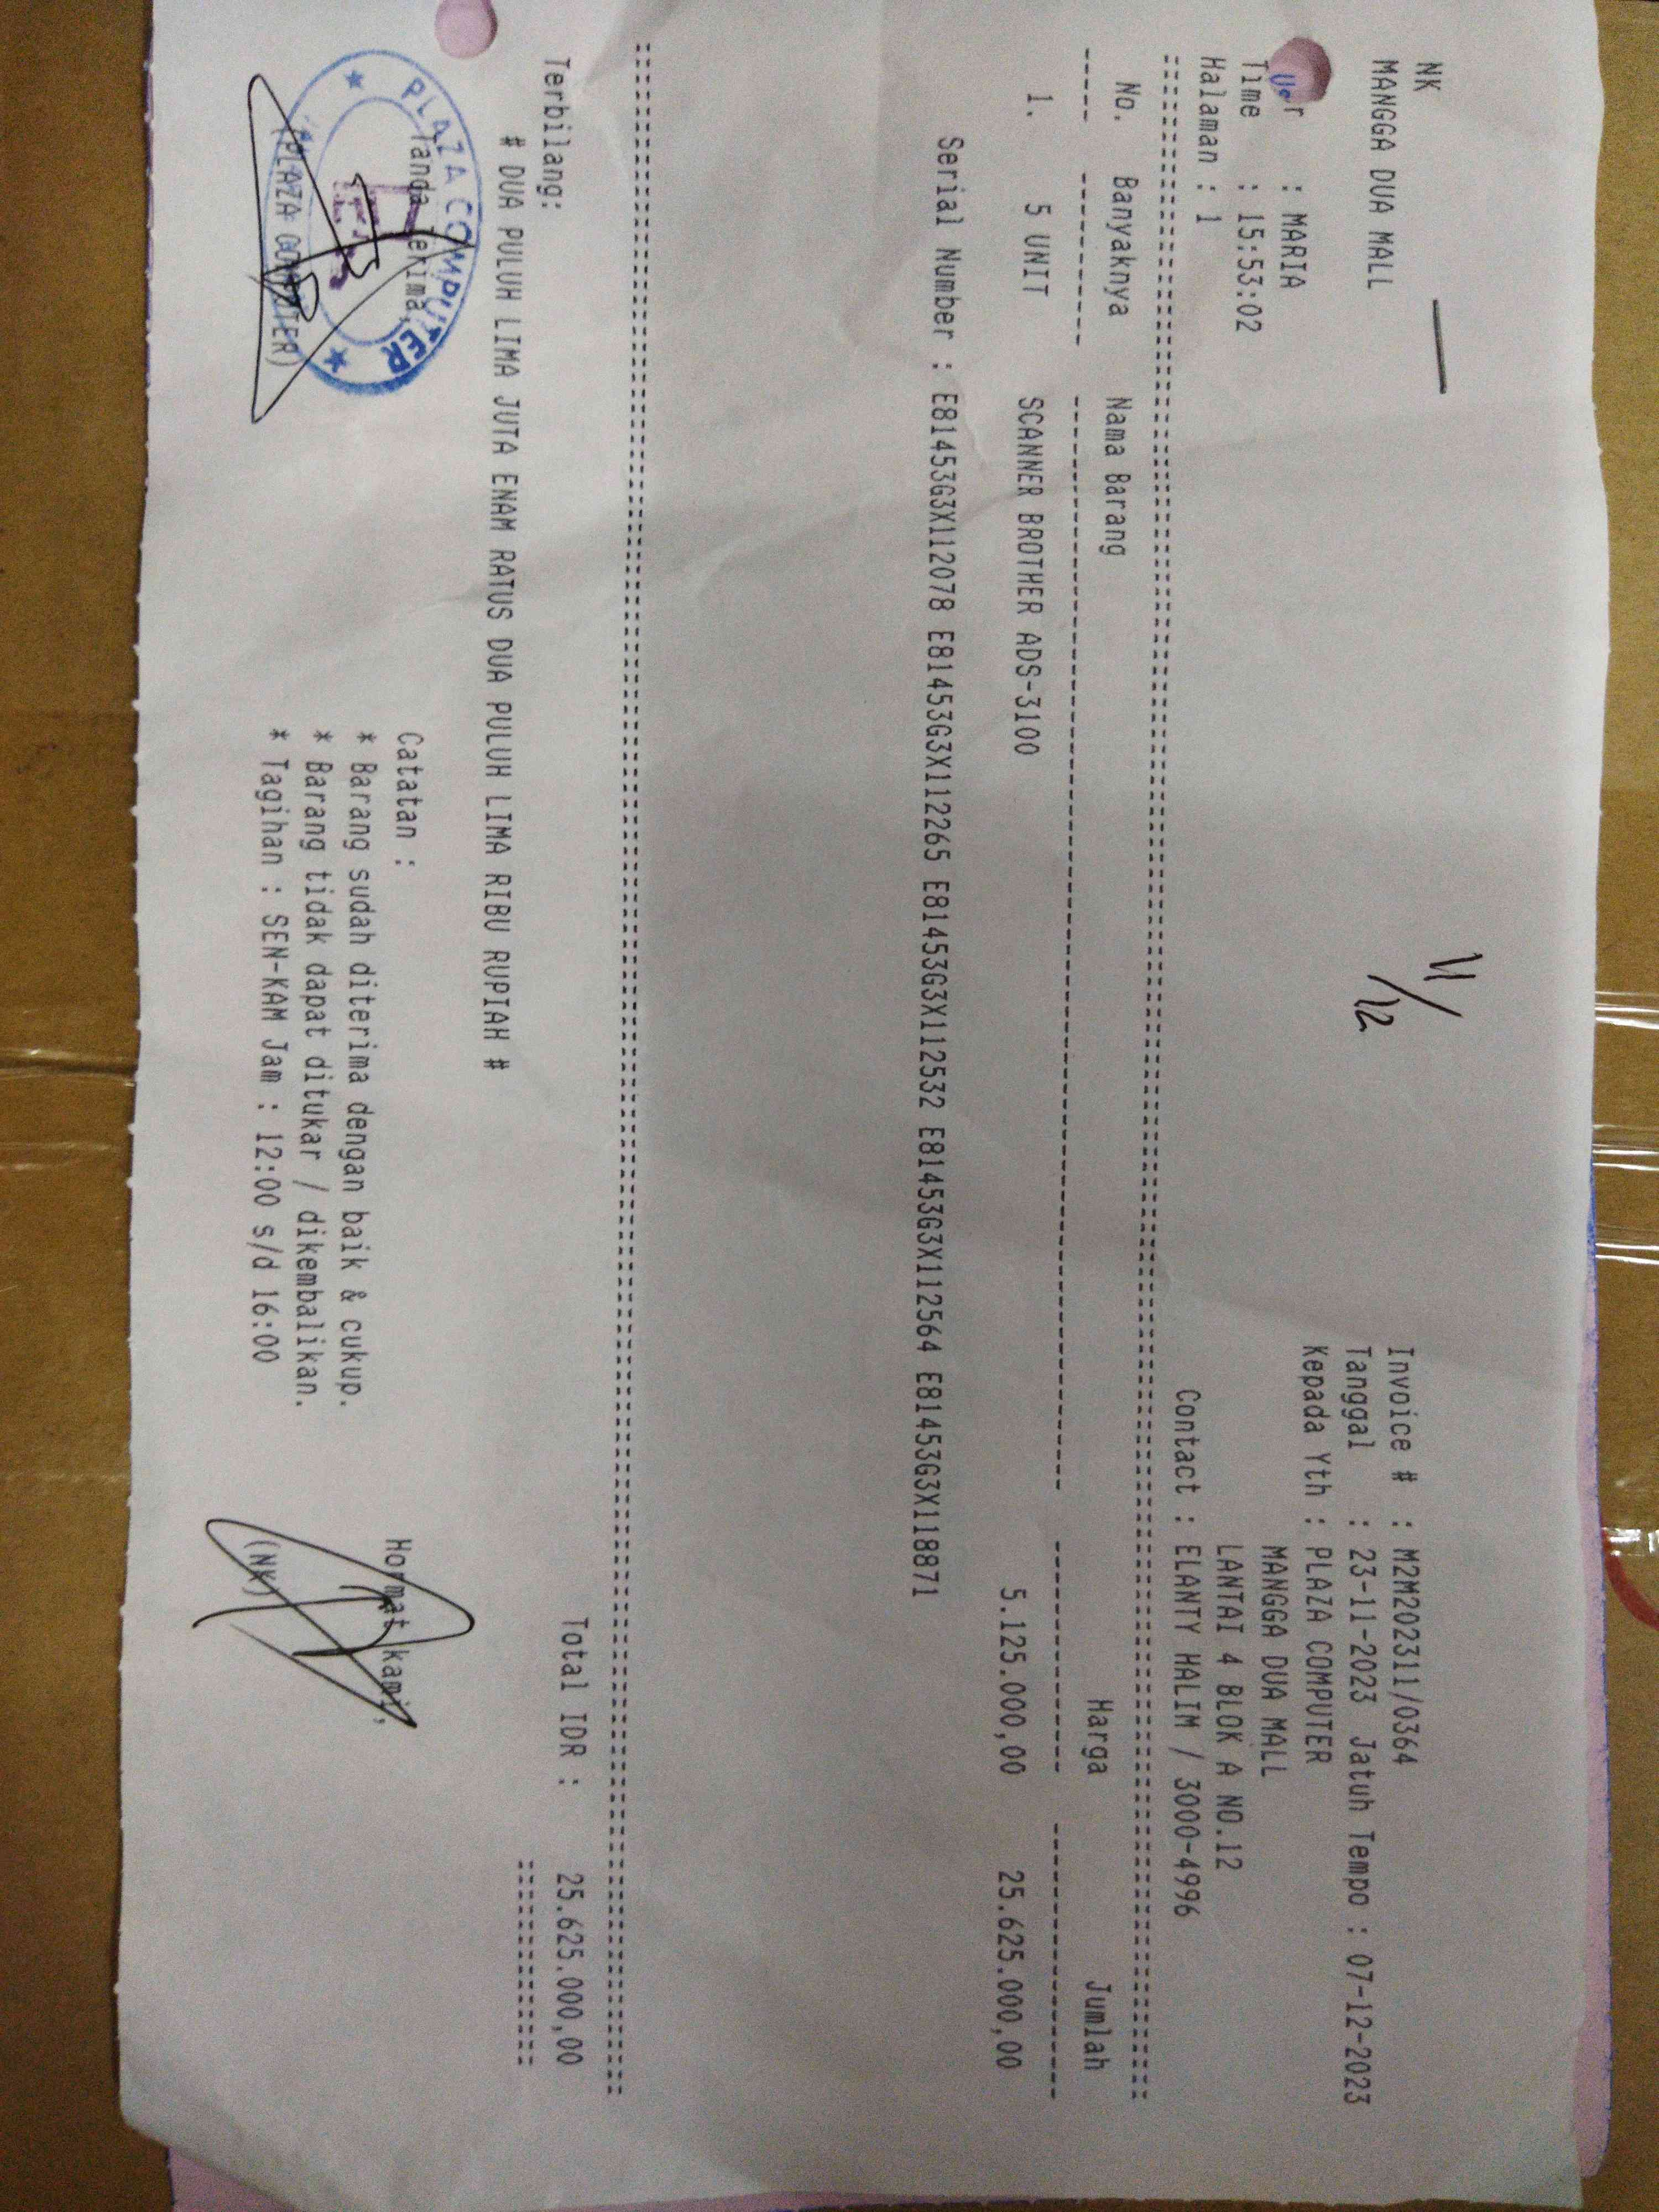 NK
MANGGA DUA MALL
User : MARIA
Time : 15:53:02
Halaman : 1
11/12
Invoice # : M2M202311/0364
Tanggal : 23-11-2023 Jatuh Tempo : 07-12-2023
Kepada Yth : PLAZA COMPUTER
MANGGA DUA MALL
LANTAI 4 BLOK A NO.12
Contact : ELANTY HALIM / 3000-4996
No. Banyaknya Nama Barang Harga Jumlah
1. 5 UNIT SCANNER BROTHER ADS-3100 5.125.000,00 25.625.000,00
Serial Number : E81453G3X112078 E81453G3X112265 E81453G3X112532 E81453G3X112564 E81453G3X118871
Total IDR : 25.625.000,00
Terbilang:
# DUA PULUH LIMA JUTA ENAM RATUS DUA PULUH LIMA RIBU RUPIAH #
Tanda Terima,
PLAZA COMPUTER
(PLAZA COMPUTER)
Catatan :
* Barang sudah diterima dengan baik & cukup.
* Barang tidak dapat ditukar / dikembalikan.
* Tagihan : SEN-KAM Jam : 12:00 s/d 16:00
Hormat kami,
(NK)